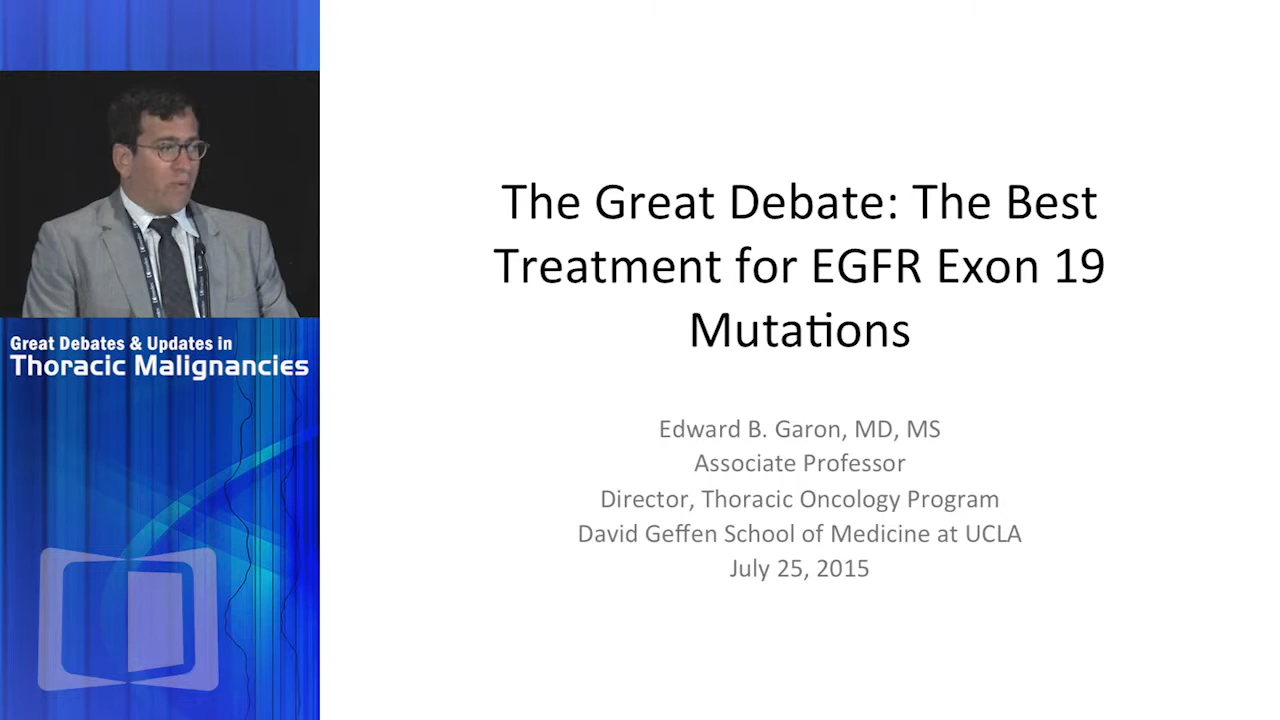 Great Debates & Updates in
Thoracic Malignancies
The Great Debate: The Best
Treatment for EGFR Exon 19
Mutations
Edward B. Garon, MD, MS
Associate Professor
Director, Thoracic Oncology Program
David Geffen School of Medicine at UCLA
July 25, 2015